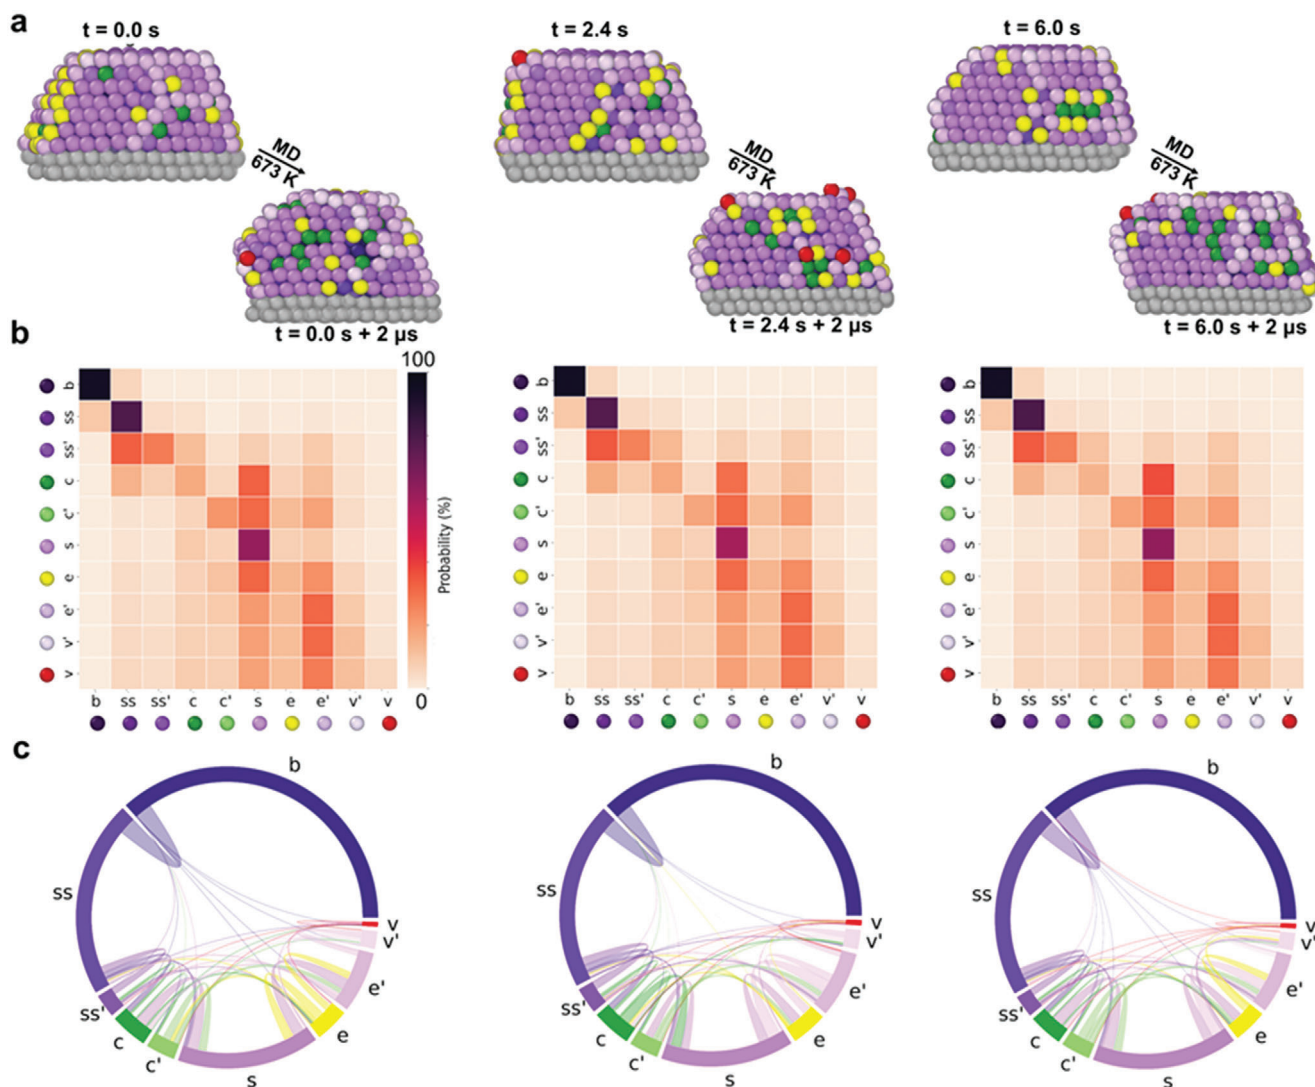 a
t = 0.0 s
t = 2.4 s
t = 6.0 s
MD
673 K
MD
673 K
MD
673 K
t = 0.0 s + 2 µs
t = 2.4 s + 2 µs
t = 6.0 s + 2 µs
b
100
Probability (%)
0
b
ss
ss'
c
c'
s
e
e'
v'
v
b ss ss' c c' s e e' v' v
b
ss
ss'
c
c'
s
e
e'
v'
v
b ss ss' c c' s e e' v' v
b
ss
ss'
c
c'
s
e
e'
v'
v
b ss ss' c c' s e e' v' v
c
b
ss
ss'
c
c'
s
e
e'
v'
v
b
ss
ss'
c
c'
s
e
e'
v'
v
b
ss
ss'
c
c'
s
e
e'
v'
v